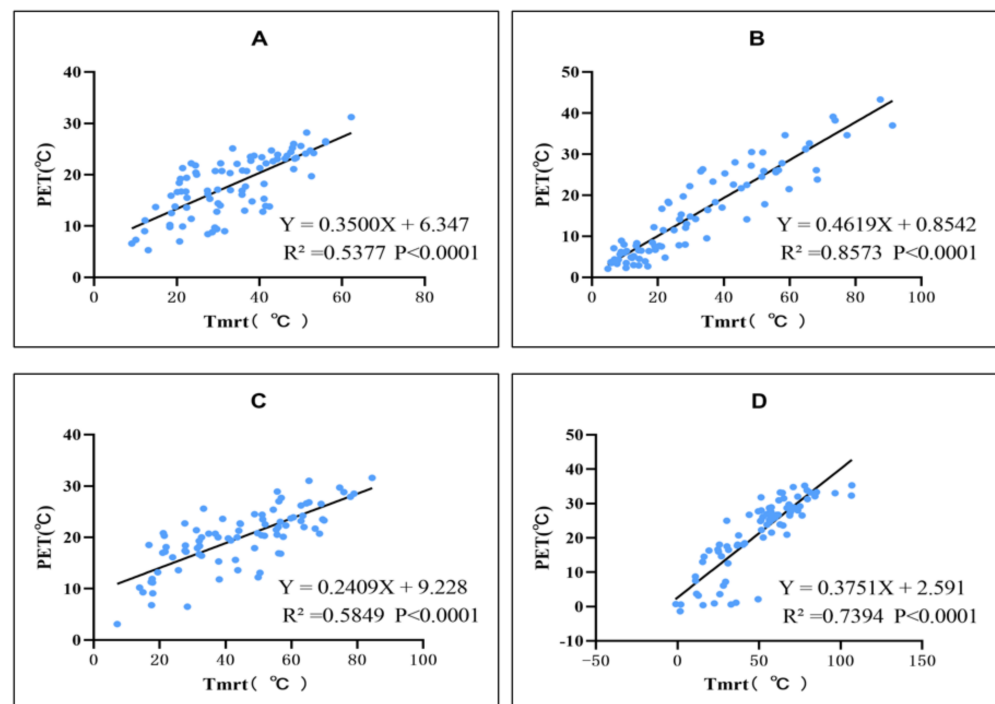 A
PET(℃)
40
30
20
10
0
Y = 0.3500X + 6.347
R² =0.5377 P<0.0001
0 20 40 60 80
Tmrt( ℃ )
B
PET(℃)
50
40
30
20
10
0
Y = 0.4619X + 0.8542
R² =0.8573 P<0.0001
0 20 40 60 80 100
Tmrt( ℃ )
C
PET(℃)
40
30
20
10
0
Y = 0.2409X + 9.228
R² =0.5849 P<0.0001
0 20 40 60 80 100
Tmrt( ℃ )
D
PET(℃)
50
40
30
20
10
0
-10
Y = 0.3751X + 2.591
R² =0.7394 P<0.0001
-50 0 50 100 150
Tmrt( ℃ )